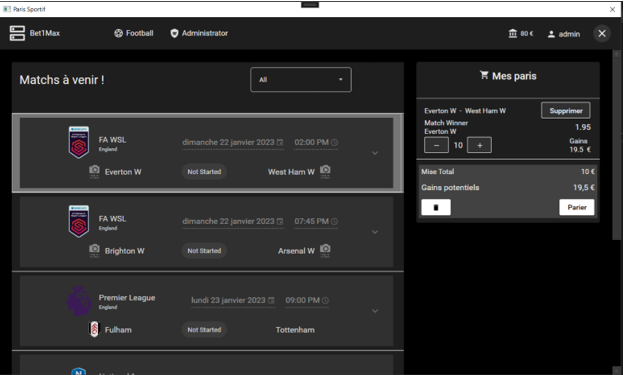 Paris Sportif
Bet1Max
Football
Administrator
80 €
admin
Matchs à venir !
All
FA WSL
England
dimanche 22 janvier 2023
02:00 PM
Everton W
Not Started
West Ham W
FA WSL
England
dimanche 22 janvier 2023
07:45 PM
Brighton W
Not Started
Arsenal W
Premier League
England
lundi 23 janvier 2023
09:00 PM
Fulham
Not Started
Tottenham
Mes paris
Everton W - West Ham W
Supprimer
Match Winner
Everton W
1.95
- 10 +
Gains
19.5 €
Mise Total
10 €
Gains potentiels
19,5 €
Parier